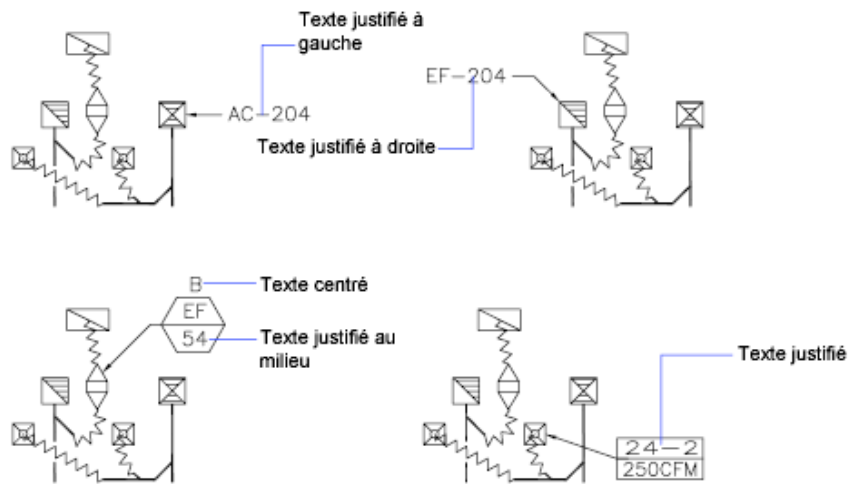 Texte justifié à
gauche
AC-204
EF-204
Texte justifié à droite
B
Texte centré
EF
54
Texte justifié au
milieu
Texte justifié
24-2
250CFM